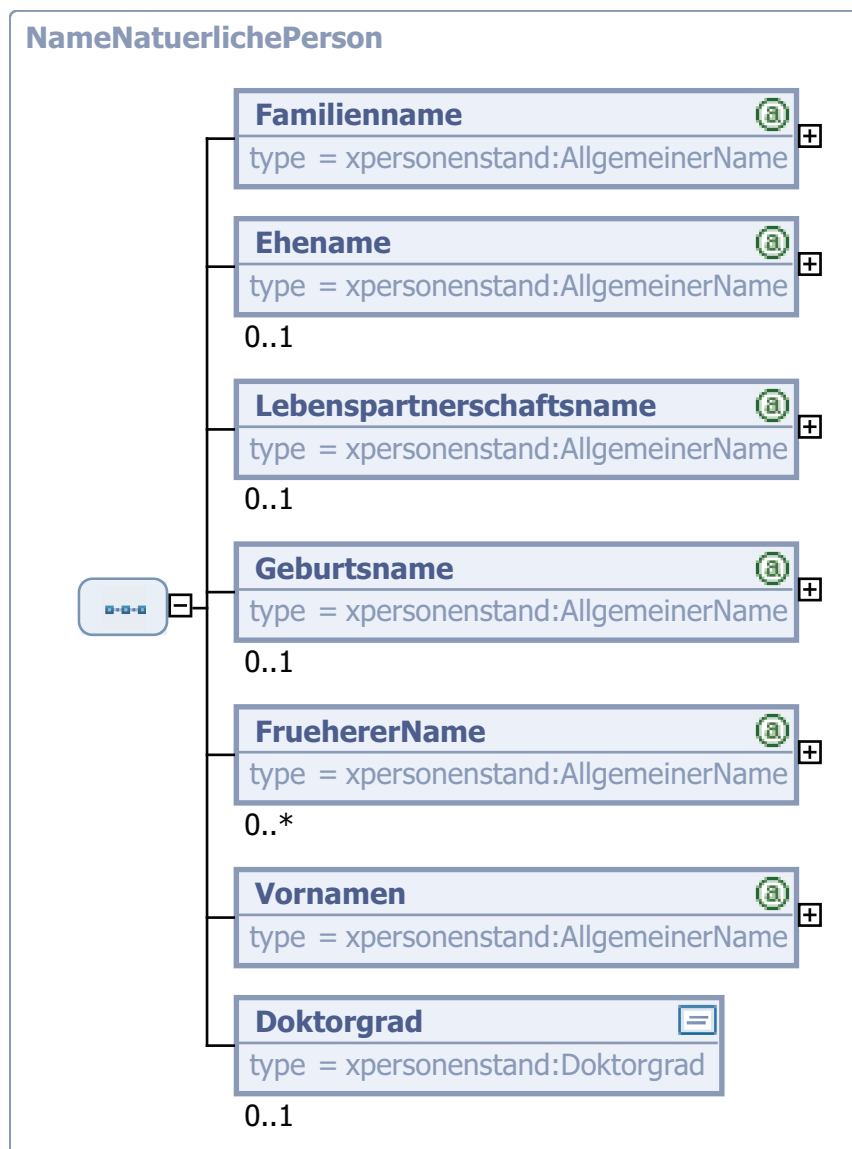 NameNatuerlichePerson
Familienname
type = xpersonenstand:AllgemeinerName
Ehename
type = xpersonenstand:AllgemeinerName
0..1
Lebenspartnerschaftsname
type = xpersonenstand:AllgemeinerName
0..1
Geburtsname
type = xpersonenstand:AllgemeinerName
0..1
FruehererName
type = xpersonenstand:AllgemeinerName
0..*
Vornamen
type = xpersonenstand:AllgemeinerName
Doktorgrad
type = xpersonenstand:Doktorgrad
0..1